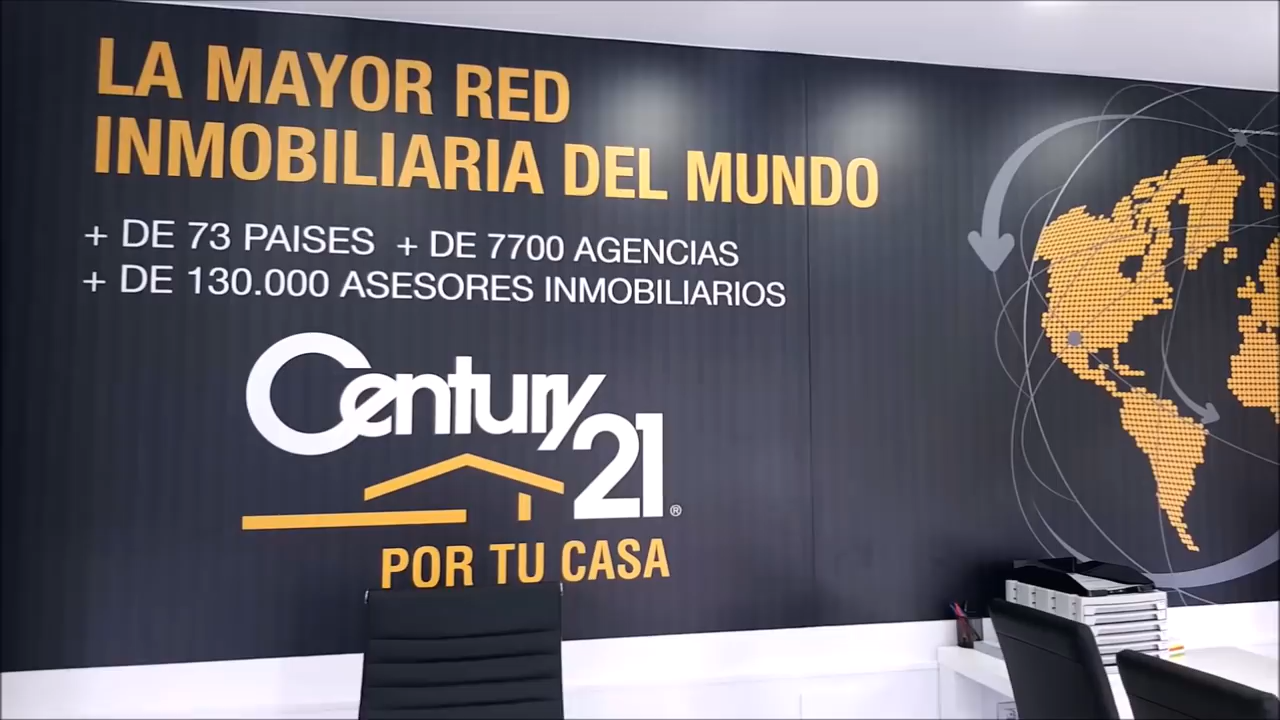 LA MAYOR RED
INMOBILIARIA DEL MUNDO
+ DE 73 PAISES + DE 7700 AGENCIAS
+ DE 130.000 ASESORES INMOBILIARIOS
Century
21®
POR TU CASA